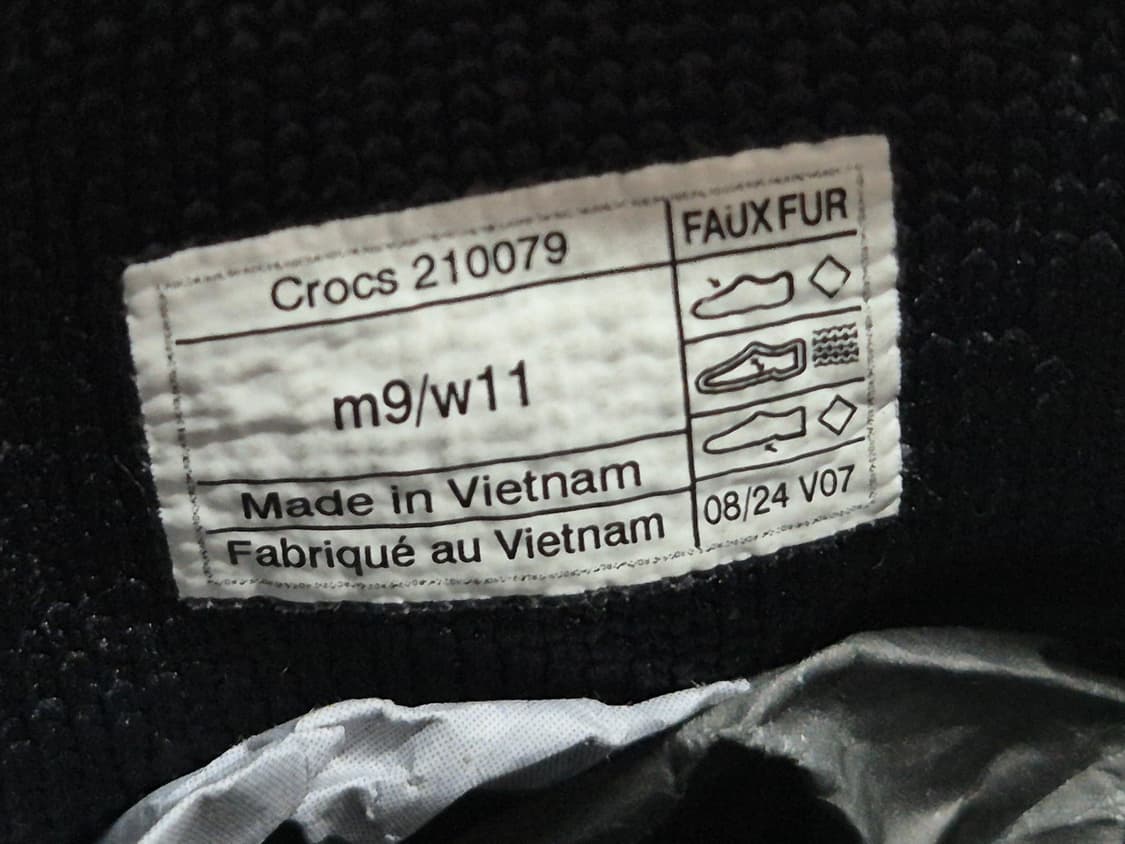 Crocs 210079
m9/w11
Made in Vietnam
Fabriqué au Vietnam
FAUX FUR
08/24 V07